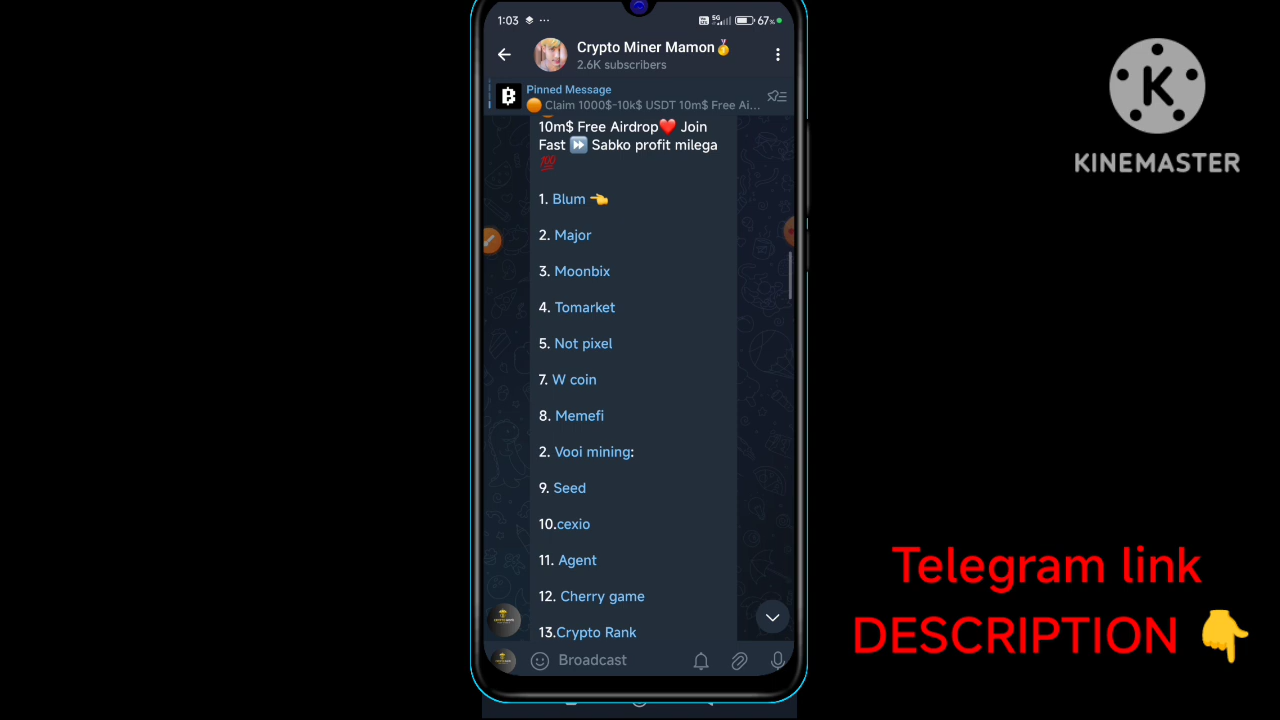 1:03
5G
67%
Crypto Miner Mamon🥇
2.6K subscribers
Pinned Message
🟠 Claim 1000$-10k$ USDT 10m$ Free Ai...
10m$ Free Airdrop❤️ Join
Fast ⏩ Sabko profit milega
💯
1. Blum 👈
2. Major
3. Moonbix
4. Tomarket
5. Not pixel
7. W coin
8. Memefi
2. Vooi mining:
9. Seed
10.cexio
11. Agent
12. Cherry game
13.Crypto Rank
Broadcast
K
KINEMASTER
Telegram link
DESCRIPTION 👇